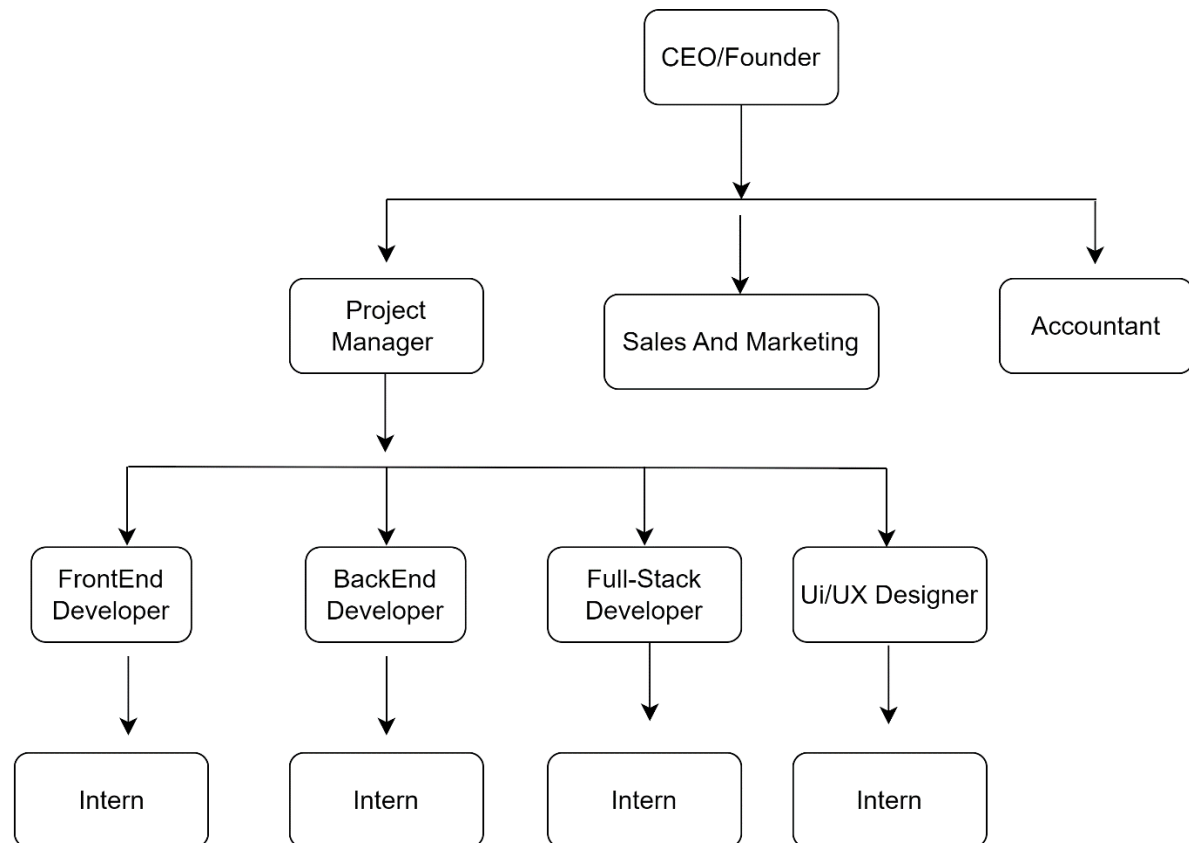 CEO/Founder
Project
Manager
Sales And Marketing
Accountant
FrontEnd
Developer
BackEnd
Developer
Full-Stack
Developer
Ui/UX Designer
Intern
Intern
Intern
Intern